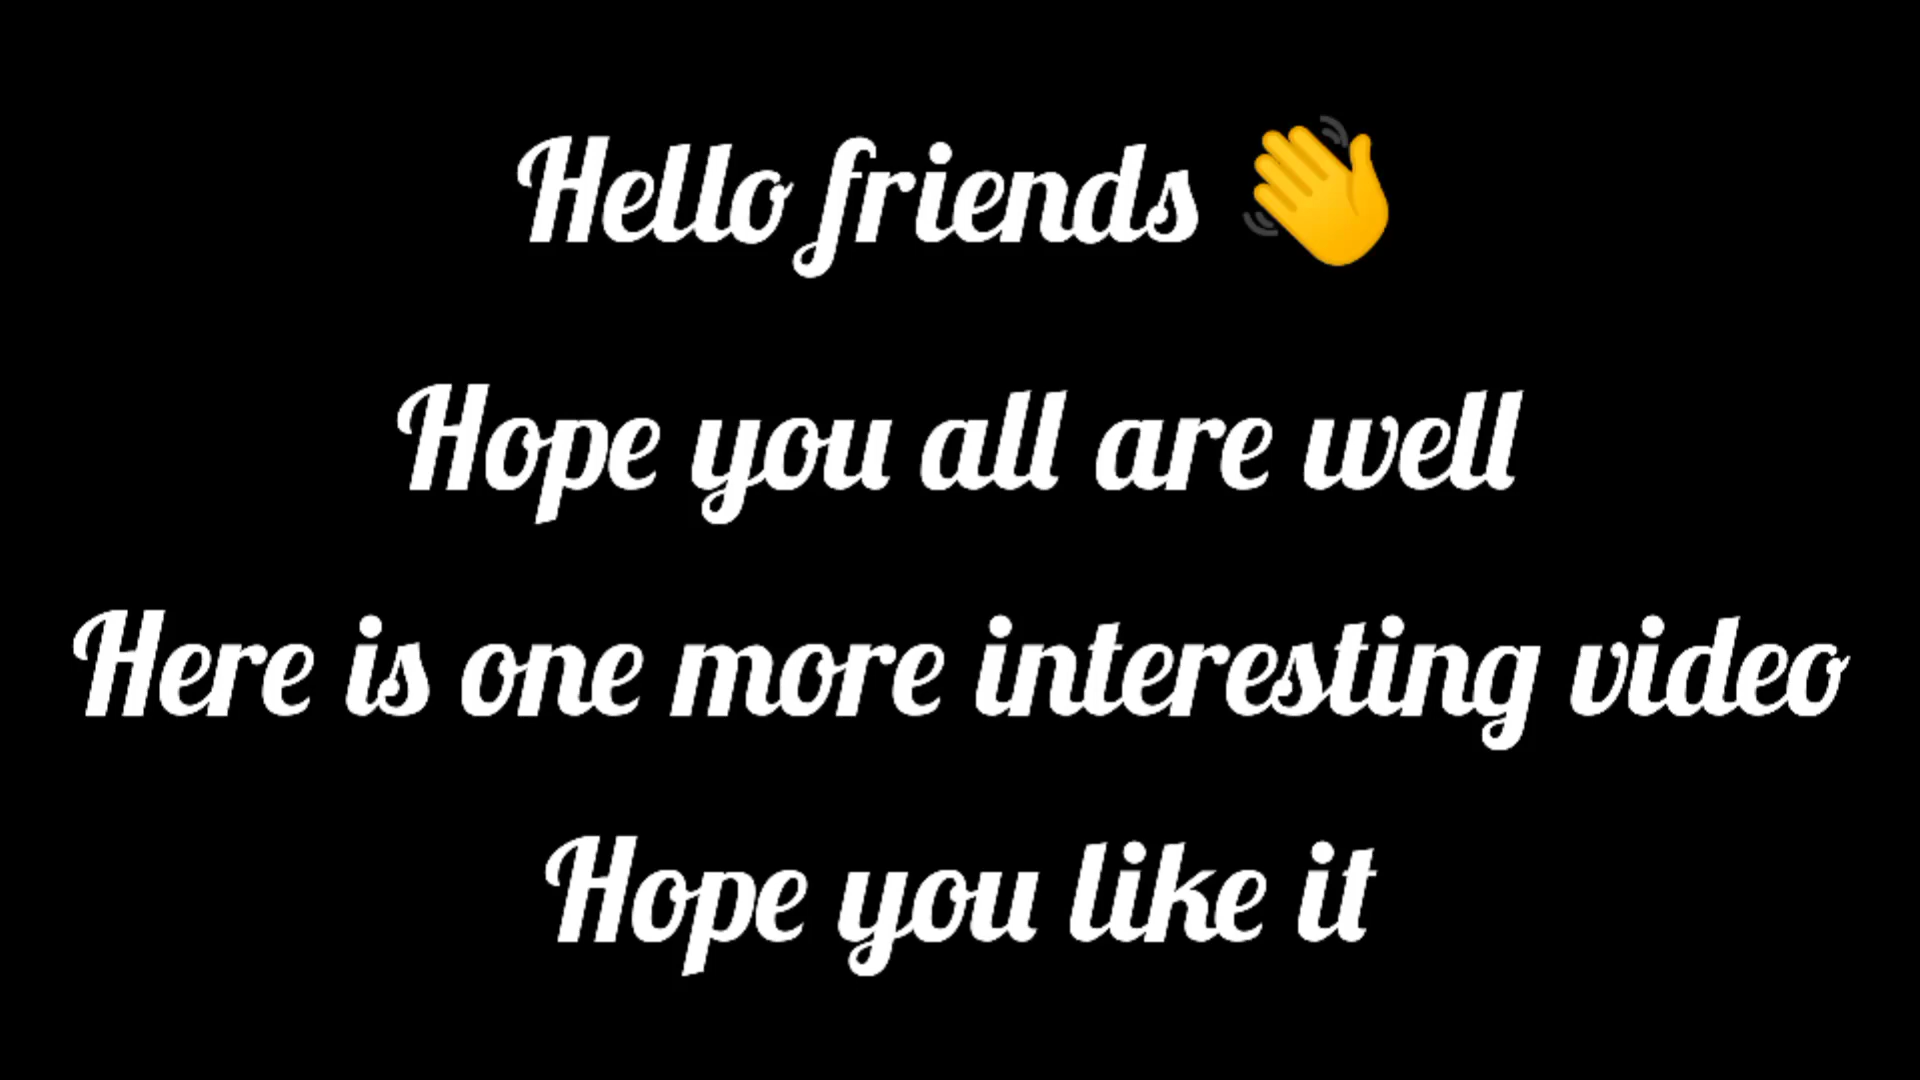 Hello friends 👋
Hope you all are well
Here is one more interesting video
Hope you like it